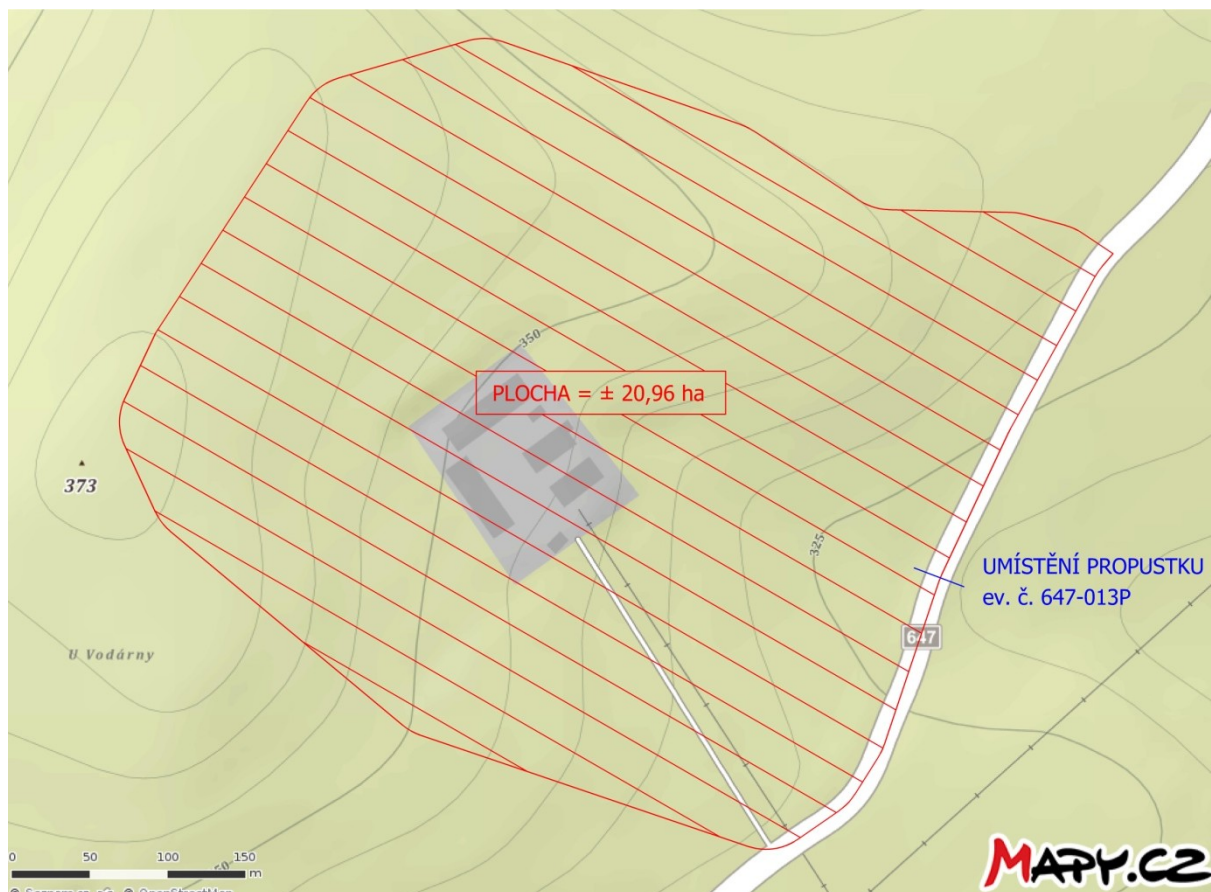 350
PLOCHA = ± 20,96 ha
373
325
UMÍSTĚNÍ PROPUSTKU
ev. č. 647-013P
647
U Vodárny
0 50 100 150
m
50
MAPY.CZ